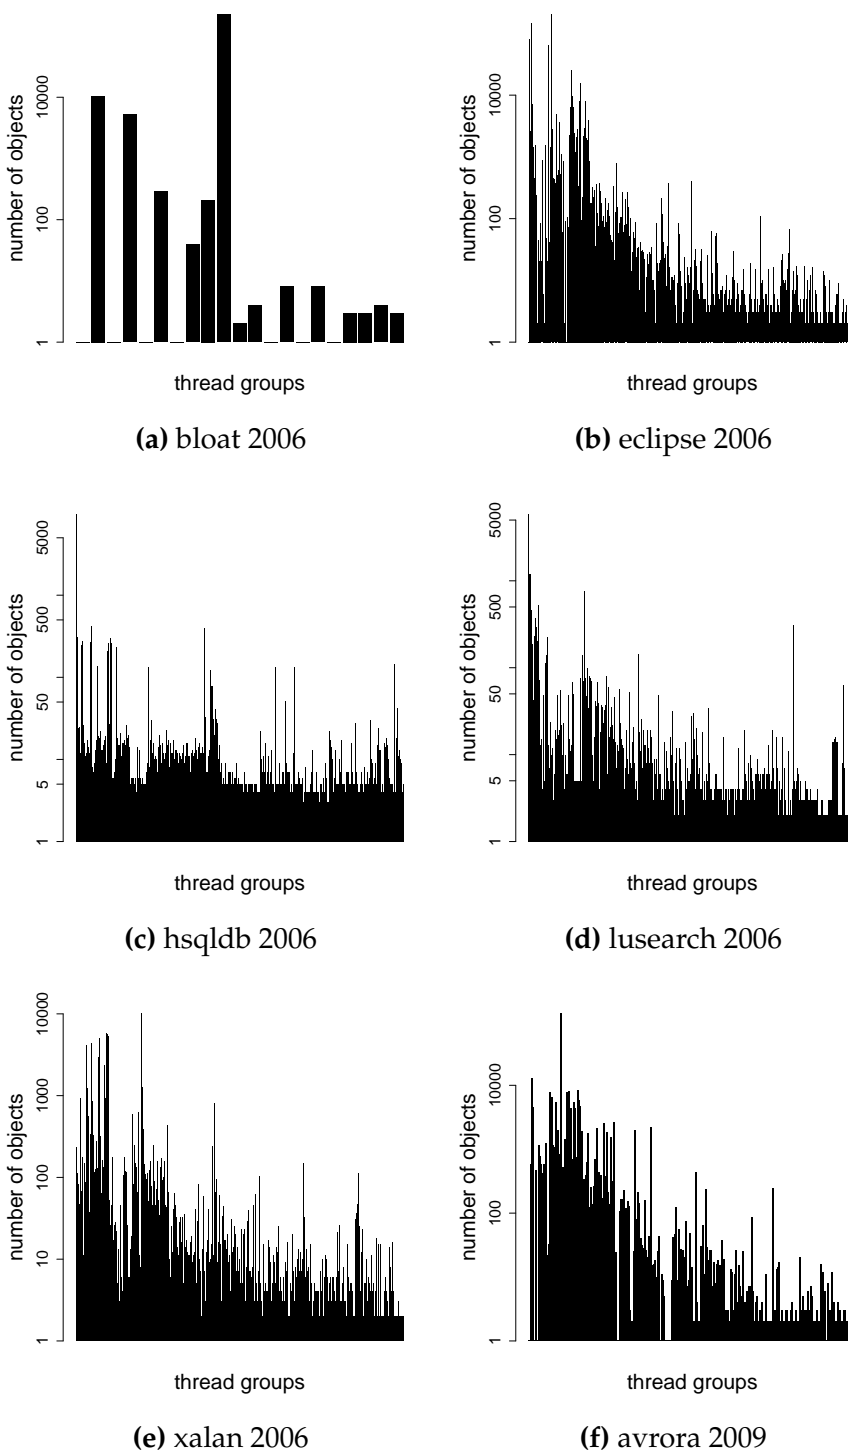 number of objects
10000
100
1
thread groups
(a) bloat 2006
number of objects
10000
100
1
thread groups
(b) eclipse 2006
number of objects
5000
500
50
5
1
thread groups
(c) hsqldb 2006
number of objects
5000
500
50
5
1
thread groups
(d) lusearch 2006
number of objects
10000
1000
100
10
1
thread groups
(e) xalan 2006
number of objects
10000
100
1
thread groups
(f) avrora 2009